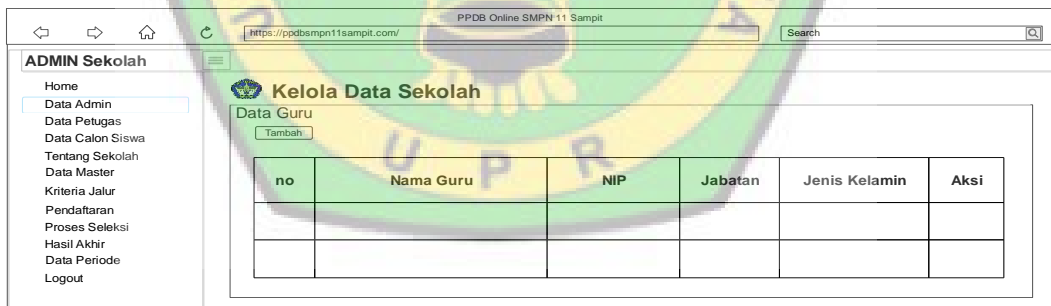 PPDB Online SMPN 11 Sampit
https://ppdbsmpn11sampit.com/
Search
ADMIN Sekolah
Home
Data Admin
Data Petugas
Data Calon Siswa
Tentang Sekolah
Data Master
Kriteria Jalur
Pendaftaran
Proses Seleksi
Hasil Akhir
Data Periode
Logout
Kelola Data Sekolah
Data Guru
Tambah
no Nama Guru NIP Jabatan Jenis Kelamin Aksi
U P R